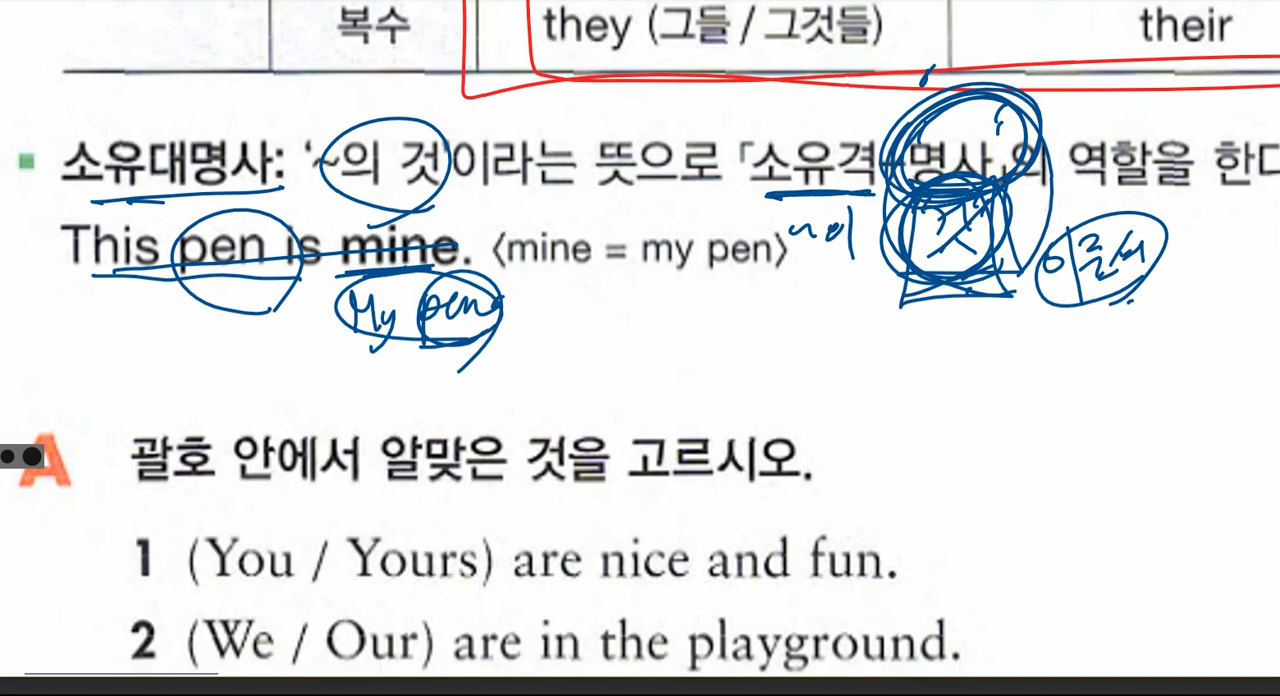 복수 they (그들 / 그것들) their
소유대명사: '~의 것'이라는 뜻으로 「소유격+명사」의 역할을 한다
This pen is mine. 〈mine = my pen〉
My pen
A 괄호 안에서 알맞은 것을 고르시오.
1 (You / Yours) are nice and fun.
2 (We / Our) are in the playground.